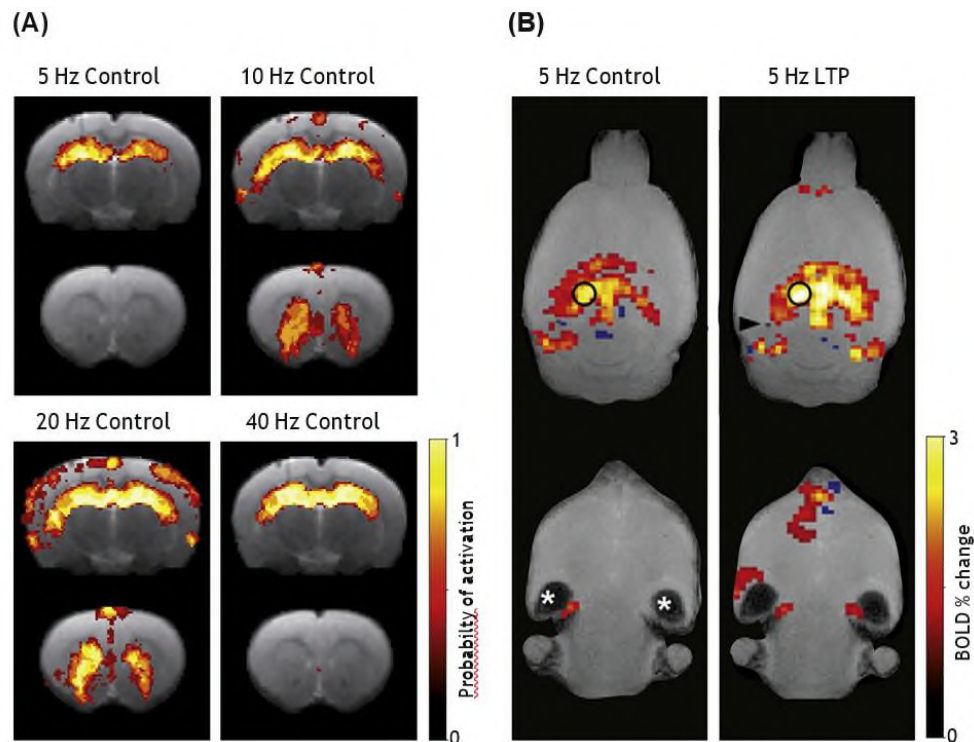 (A)
(B)
5 Hz Control
10 Hz Control
5 Hz Control
5 Hz LTP
20 Hz Control
40 Hz Control
1
Probabilty of activation
0
3
BOLD % change
0
*
*